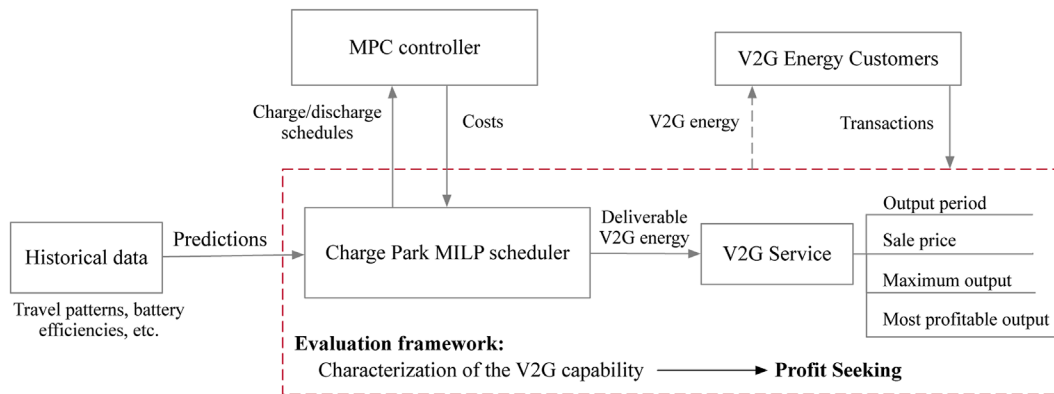 MPC controller
V2G Energy Customers
Charge/discharge
schedules
Costs
V2G energy
Transactions
Historical data
Predictions
Travel patterns, battery
efficiencies, etc.
Charge Park MILP scheduler
Deliverable
V2G energy
V2G Service
Output period
Sale price
Maximum output
Most profitable output
Evaluation framework:
Characterization of the V2G capability Profit Seeking